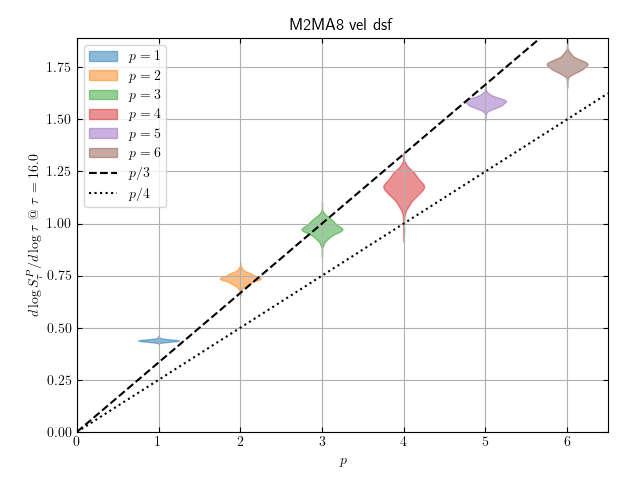 M2MA8 vel dsf
p = 1
p = 2
p = 3
p = 4
p = 5
p = 6
p/3
p/4
d log S_τ^P / d log τ @ τ = 16.0
1.75
1.50
1.25
1.00
0.75
0.50
0.25
0.00
0 1 2 3 4 5 6
p